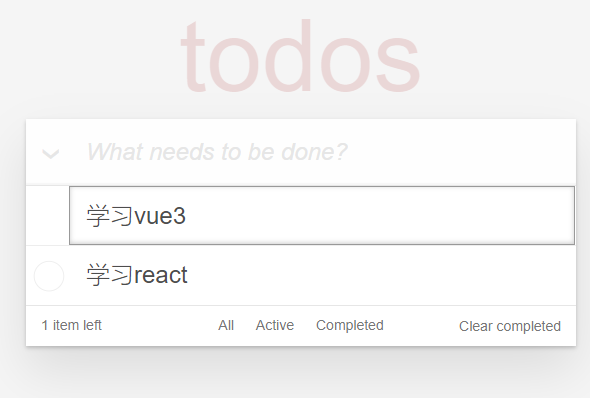 todos
What needs to be done?
学习vue3
学习react
1 item left All Active Completed Clear completed